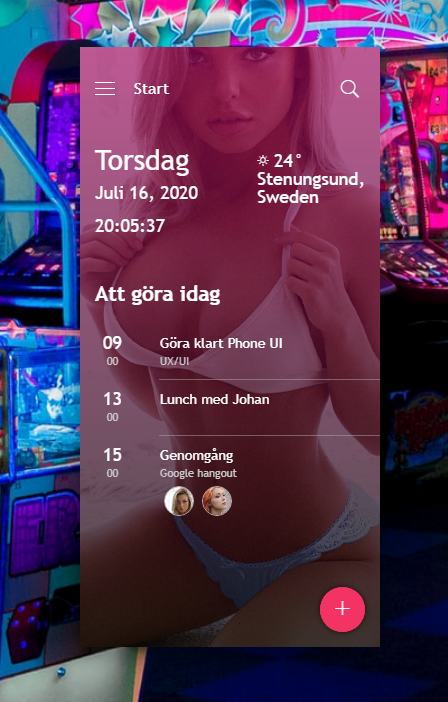 Start
Torsdag
Juli 16, 2020
20:05:37
24°
Stenungsund,
Sweden
Att göra idag
09
00
Göra klart Phone UI
UX/UI
13
00
Lunch med Johan
15
00
Genomgång
Google hangout
+